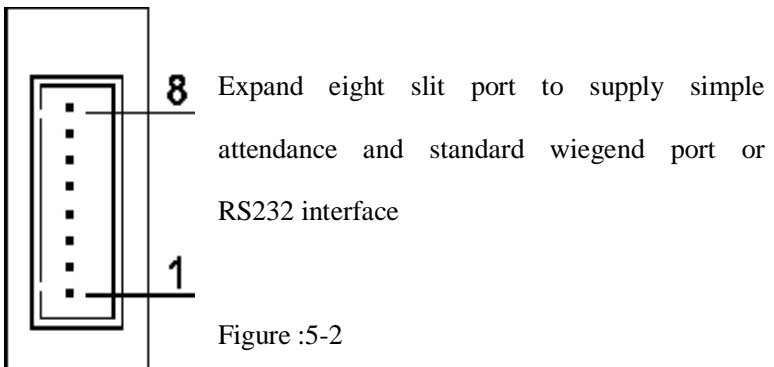 8
Expand eight slit port to supply simple
attendance and standard wiegend port or
RS232 interface
1
Figure :5-2